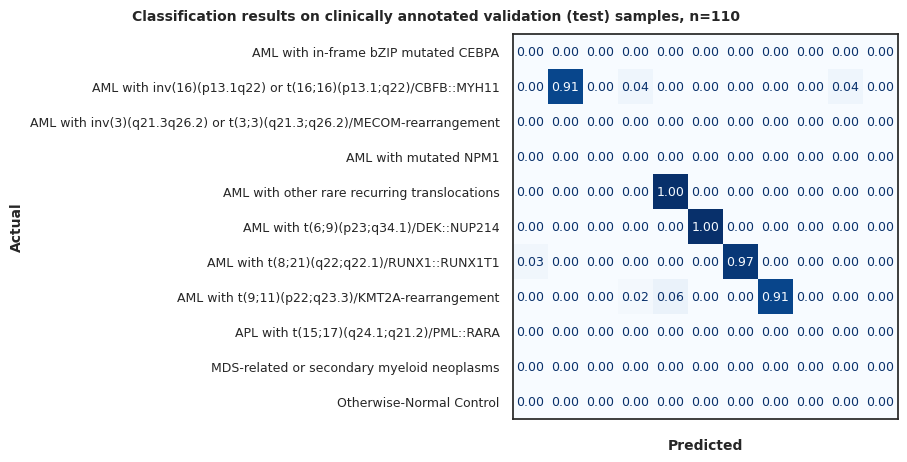 Classification results on clinically annotated validation (test) samples, n=110
AML with in-frame bZIP mutated CEBPA 0.00 0.00 0.00 0.00 0.00 0.00 0.00 0.00 0.00 0.00 0.00
AML with inv(16)(p13.1q22) or t(16;16)(p13.1;q22)/CBFB::MYH11 0.00 0.91 0.00 0.04 0.00 0.00 0.00 0.00 0.00 0.04 0.00
AML with inv(3)(q21.3q26.2) or t(3;3)(q21.3;q26.2)/MECOM-rearrangement 0.00 0.00 0.00 0.00 0.00 0.00 0.00 0.00 0.00 0.00 0.00
AML with mutated NPM1 0.00 0.00 0.00 0.00 0.00 0.00 0.00 0.00 0.00 0.00 0.00
AML with other rare recurring translocations 0.00 0.00 0.00 0.00 1.00 0.00 0.00 0.00 0.00 0.00 0.00
AML with t(6;9)(p23;q34.1)/DEK::NUP214 0.00 0.00 0.00 0.00 0.00 1.00 0.00 0.00 0.00 0.00 0.00
AML with t(8;21)(q22;q22.1)/RUNX1::RUNX1T1 0.03 0.00 0.00 0.00 0.00 0.00 0.97 0.00 0.00 0.00 0.00
AML with t(9;11)(p22;q23.3)/KMT2A-rearrangement 0.00 0.00 0.00 0.02 0.06 0.00 0.00 0.91 0.00 0.00 0.00
APL with t(15;17)(q24.1;q21.2)/PML::RARA 0.00 0.00 0.00 0.00 0.00 0.00 0.00 0.00 0.00 0.00 0.00
MDS-related or secondary myeloid neoplasms 0.00 0.00 0.00 0.00 0.00 0.00 0.00 0.00 0.00 0.00 0.00
Otherwise-Normal Control 0.00 0.00 0.00 0.00 0.00 0.00 0.00 0.00 0.00 0.00 0.00
Actual
Predicted